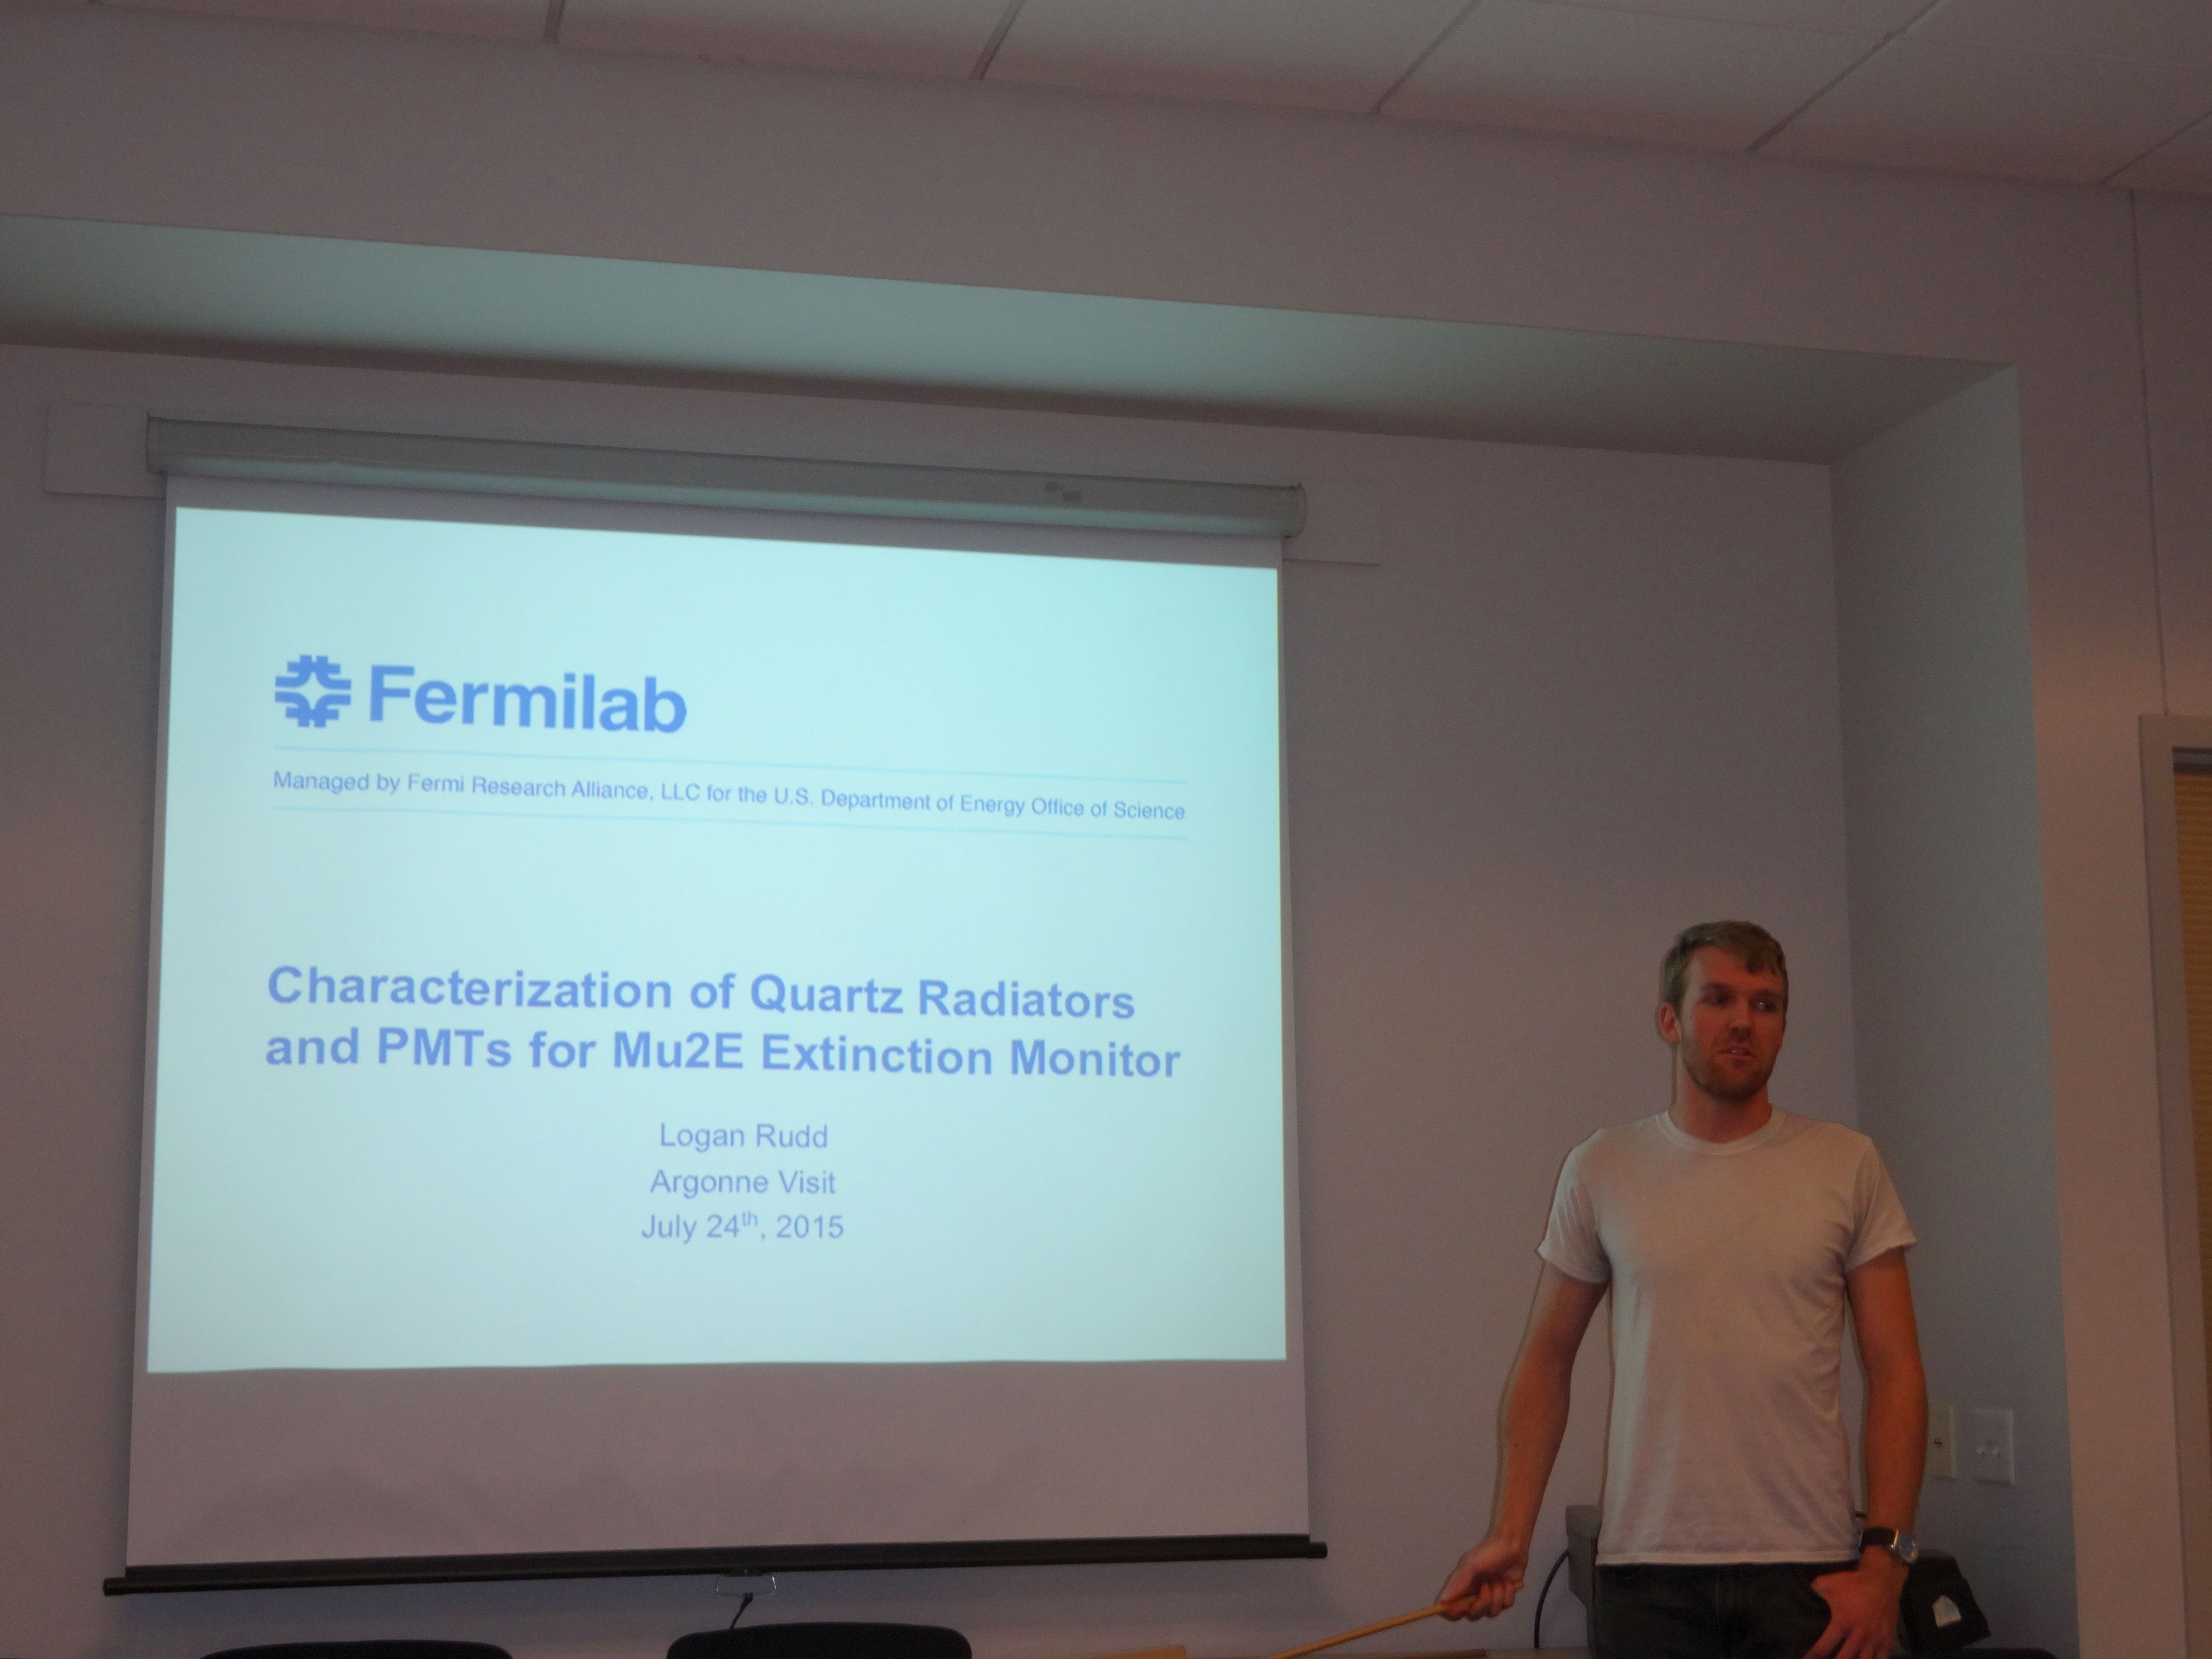 Fermilab
Managed by Fermi Research Alliance, LLC for the U.S. Department of Energy Office of Science
Characterization of Quartz Radiators
and PMTs for Mu2E Extinction Monitor
Logan Rudd
Argonne Visit
July 24th, 2015